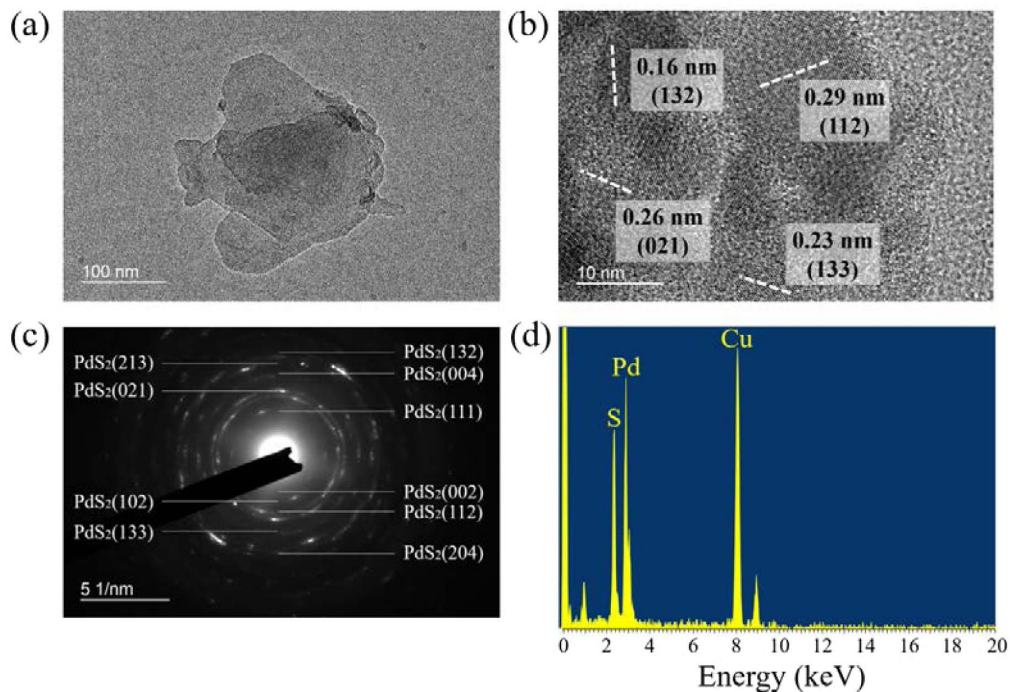 (a)
100 nm
(b)
0.16 nm
(132)
0.29 nm
(112)
0.26 nm
(021)
0.23 nm
(133)
10 nm
(c)
PdS₂(213)
PdS₂(021)
PdS₂(102)
PdS₂(133)
PdS₂(132)
PdS₂(004)
PdS₂(111)
PdS₂(002)
PdS₂(112)
PdS₂(204)
5 1/nm
(d)
Cu
Pd
S
0 2 4 6 8 10 12 14 16 18 20
Energy (keV)